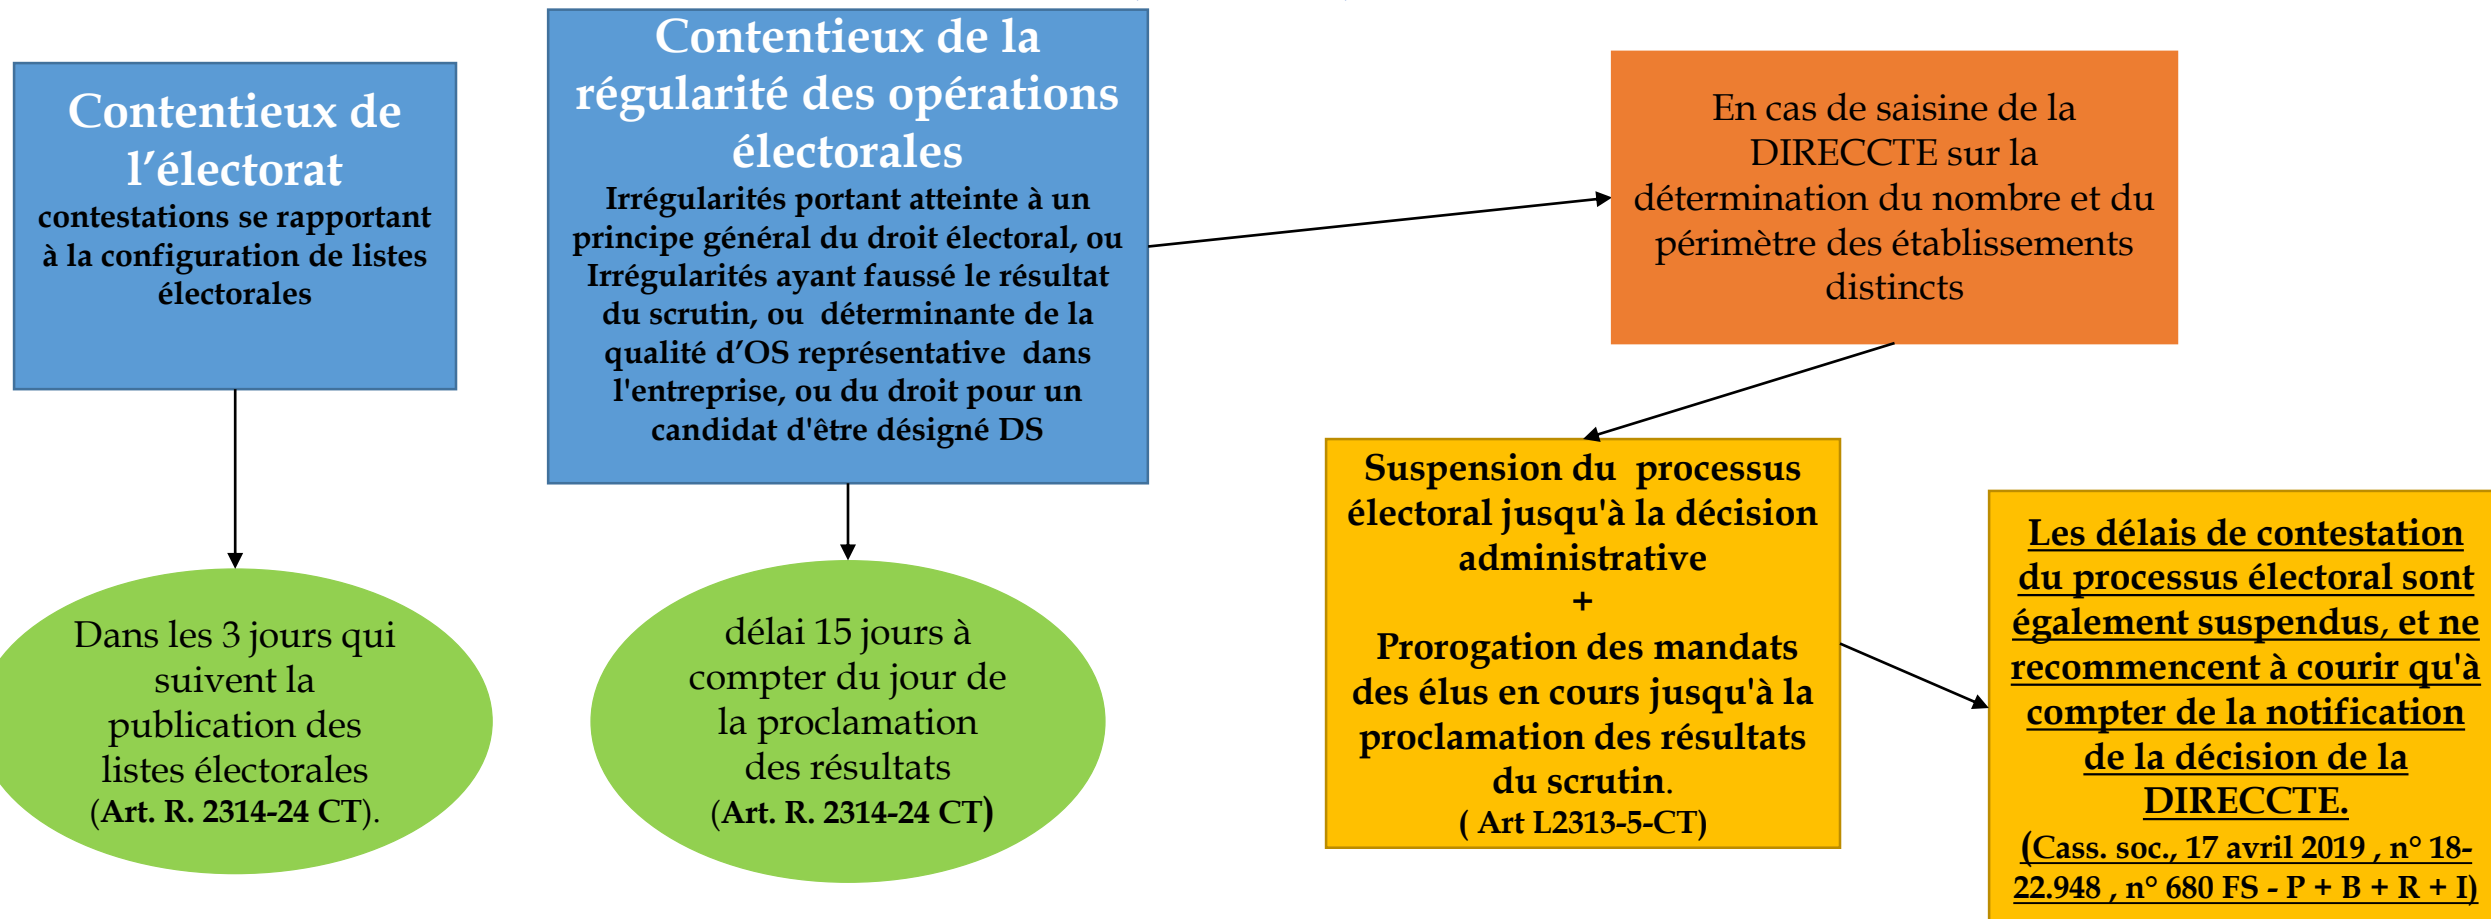 Contentieux de
l’électorat
contestations se rapportant
à la configuration de listes
électorales
Dans les 3 jours qui
suivent la
publication des
listes électorales
(Art. R. 2314-24 CT).
Contentieux de la
régularité des opérations
électorales
Irrégularités portant atteinte à un
principe général du droit électoral, ou
Irrégularités ayant faussé le résultat
du scrutin, ou déterminante de la
qualité d’OS représentative dans
l'entreprise, ou du droit pour un
candidat d'être désigné DS
délai 15 jours à
compter du jour de
la proclamation
des résultats
(Art. R. 2314-24 CT)
En cas de saisine de la
DIRECCTE sur la
détermination du nombre et du
périmètre des établissements
distincts
Suspension du processus
électoral jusqu'à la décision
administrative
+
Prorogation des mandats
des élus en cours jusqu'à la
proclamation des résultats
du scrutin.
( Art L2313-5-CT)
Les délais de contestation
du processus électoral sont
également suspendus, et ne
recommencent à courir qu'à
compter de la notification
de la décision de la
DIRECCTE.
(Cass. soc., 17 avril 2019 , n° 18-
22.948 , n° 680 FS - P + B + R + I)